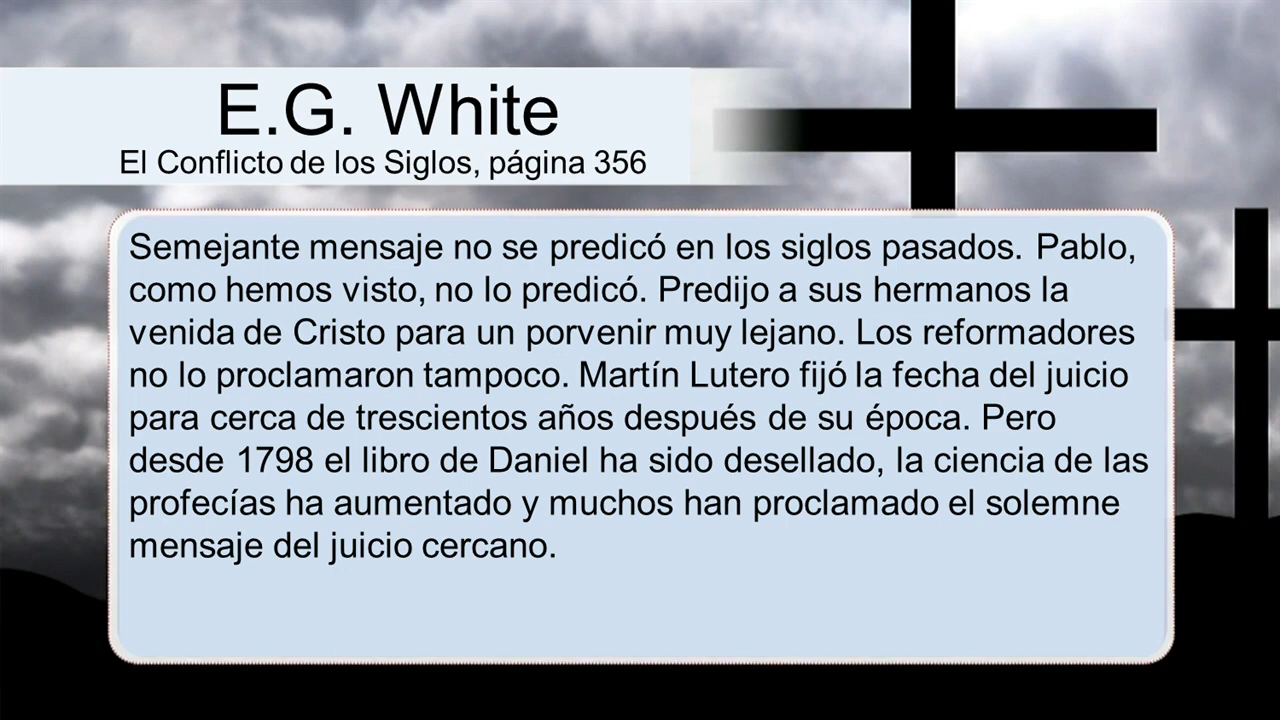 E.G. White
El Conflicto de los Siglos, página 356
Semejante mensaje no se predicó en los siglos pasados. Pablo,
como hemos visto, no lo predicó. Predijo a sus hermanos la
venida de Cristo para un porvenir muy lejano. Los reformadores
no lo proclamaron tampoco. Martín Lutero fijó la fecha del juicio
para cerca de trescientos años después de su época. Pero
desde 1798 el libro de Daniel ha sido desellado, la ciencia de las
profecías ha aumentado y muchos han proclamado el solemne
mensaje del juicio cercano.